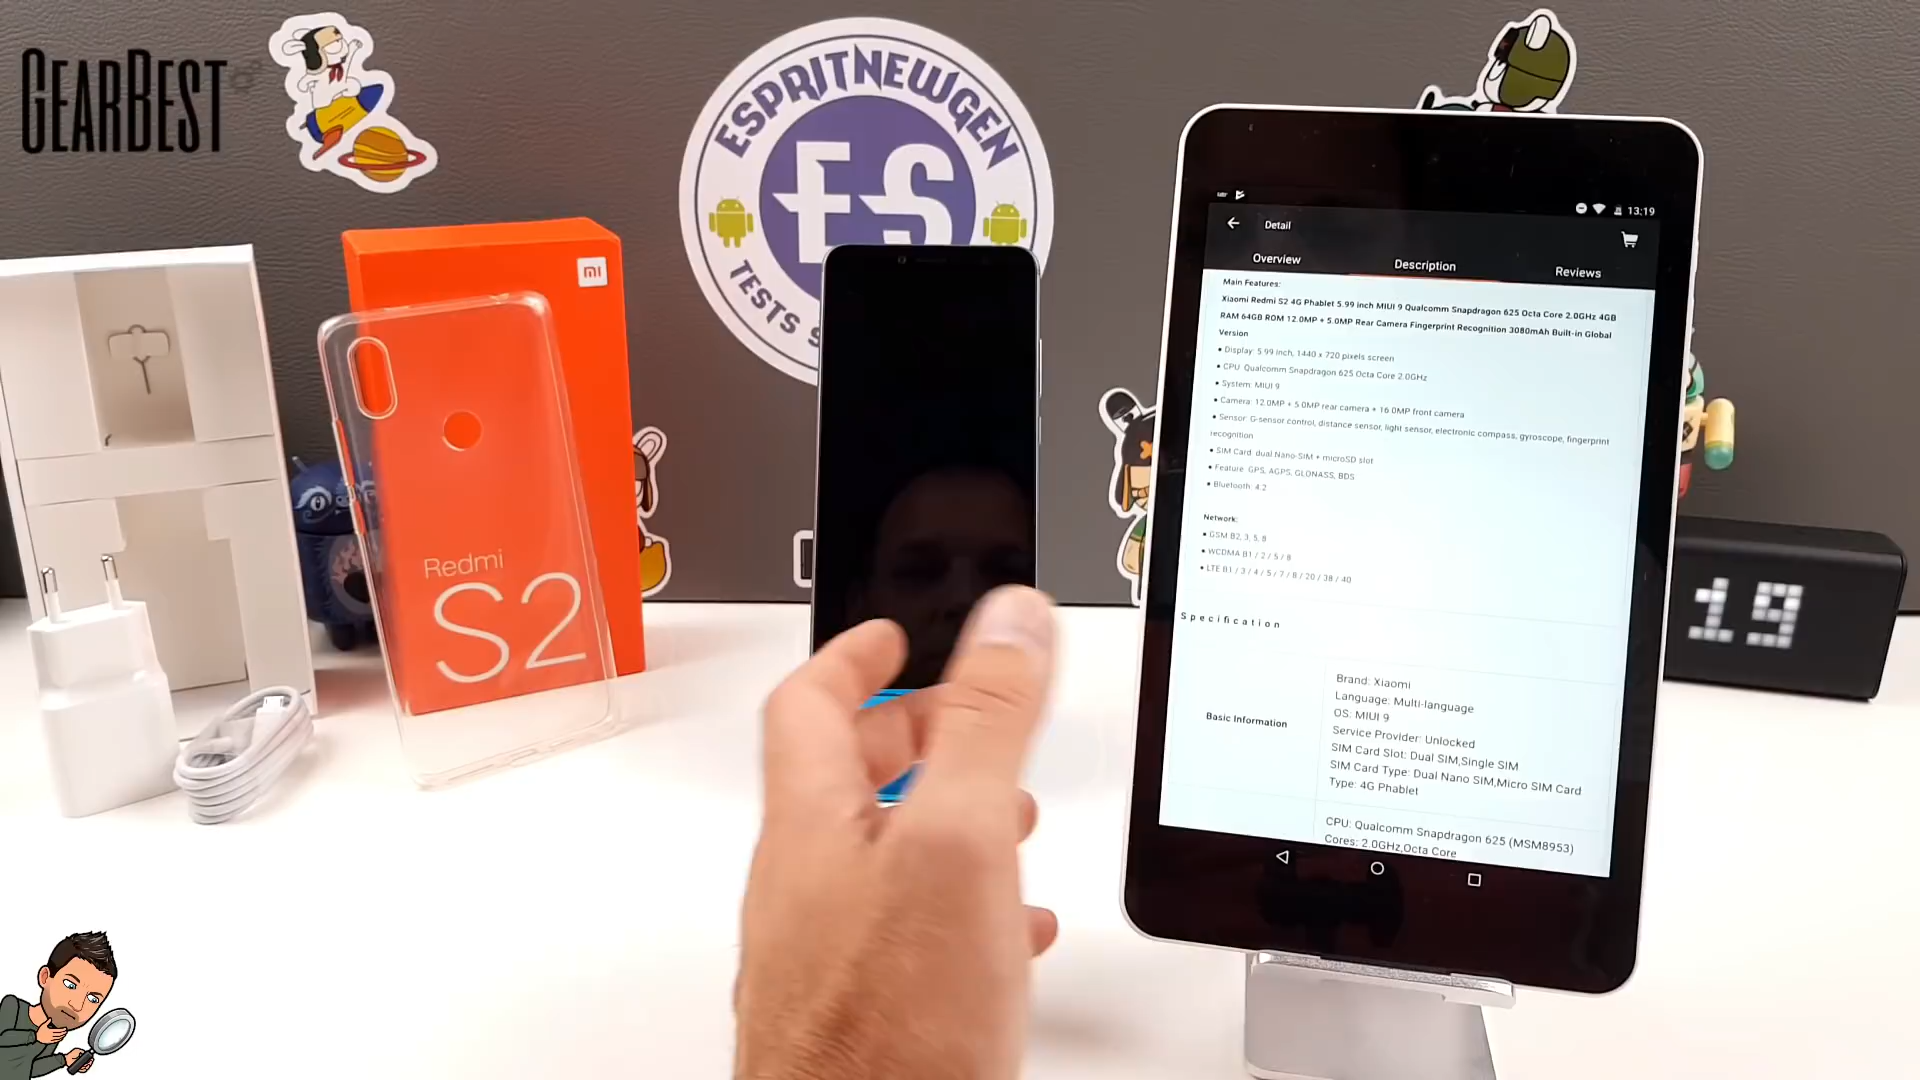 GEARBEST
ESPRITNEWGEN
ES
TESTS
mi
Redmi
S2
13:19
Detail
Overview
Description
Reviews
Main Features:
Xiaomi Redmi S2 4G Phablet 5.99 inch MIUI 9 Qualcomm Snapdragon 625 Octa Core 2.0GHz 4GB
RAM 64GB ROM 12.0MP + 5.0MP Rear Camera Fingerprint Recognition 3080mAh Built-in Global
Version
● Display: 5.99 inch, 1440 x 720 pixels screen
● CPU: Qualcomm Snapdragon 625 Octa Core 2.0GHz
● System: MIUI 9
● Camera: 12.0MP + 5.0MP rear camera + 16.0MP front camera
● Sensor: G-sensor control, distance sensor, light sensor, electronic compass, gyroscope, fingerprint
recognition
● SIM Card: dual Nano SIM + microSD slot
● Feature: GPS, AGPS, GLONASS, BDS
● Bluetooth: 4.2
Network:
● GSM B2, 3, 5, 8
● WCDMA B1 / 2 / 5 / 8
● LTE B1 / 3 / 4 / 5 / 7 / 8 / 20 / 38 / 40
Specification
Basic Information
Brand: Xiaomi
Language: Multi-language
OS: MIUI 9
Service Provider: Unlocked
SIM Card Slot: Dual SIM,Single SIM
SIM Card Type: Dual Nano SIM,Micro SIM Card
Type: 4G Phablet
CPU: Qualcomm Snapdragon 625 (MSM8953)
Cores: 2.0GHz,Octa Core
19